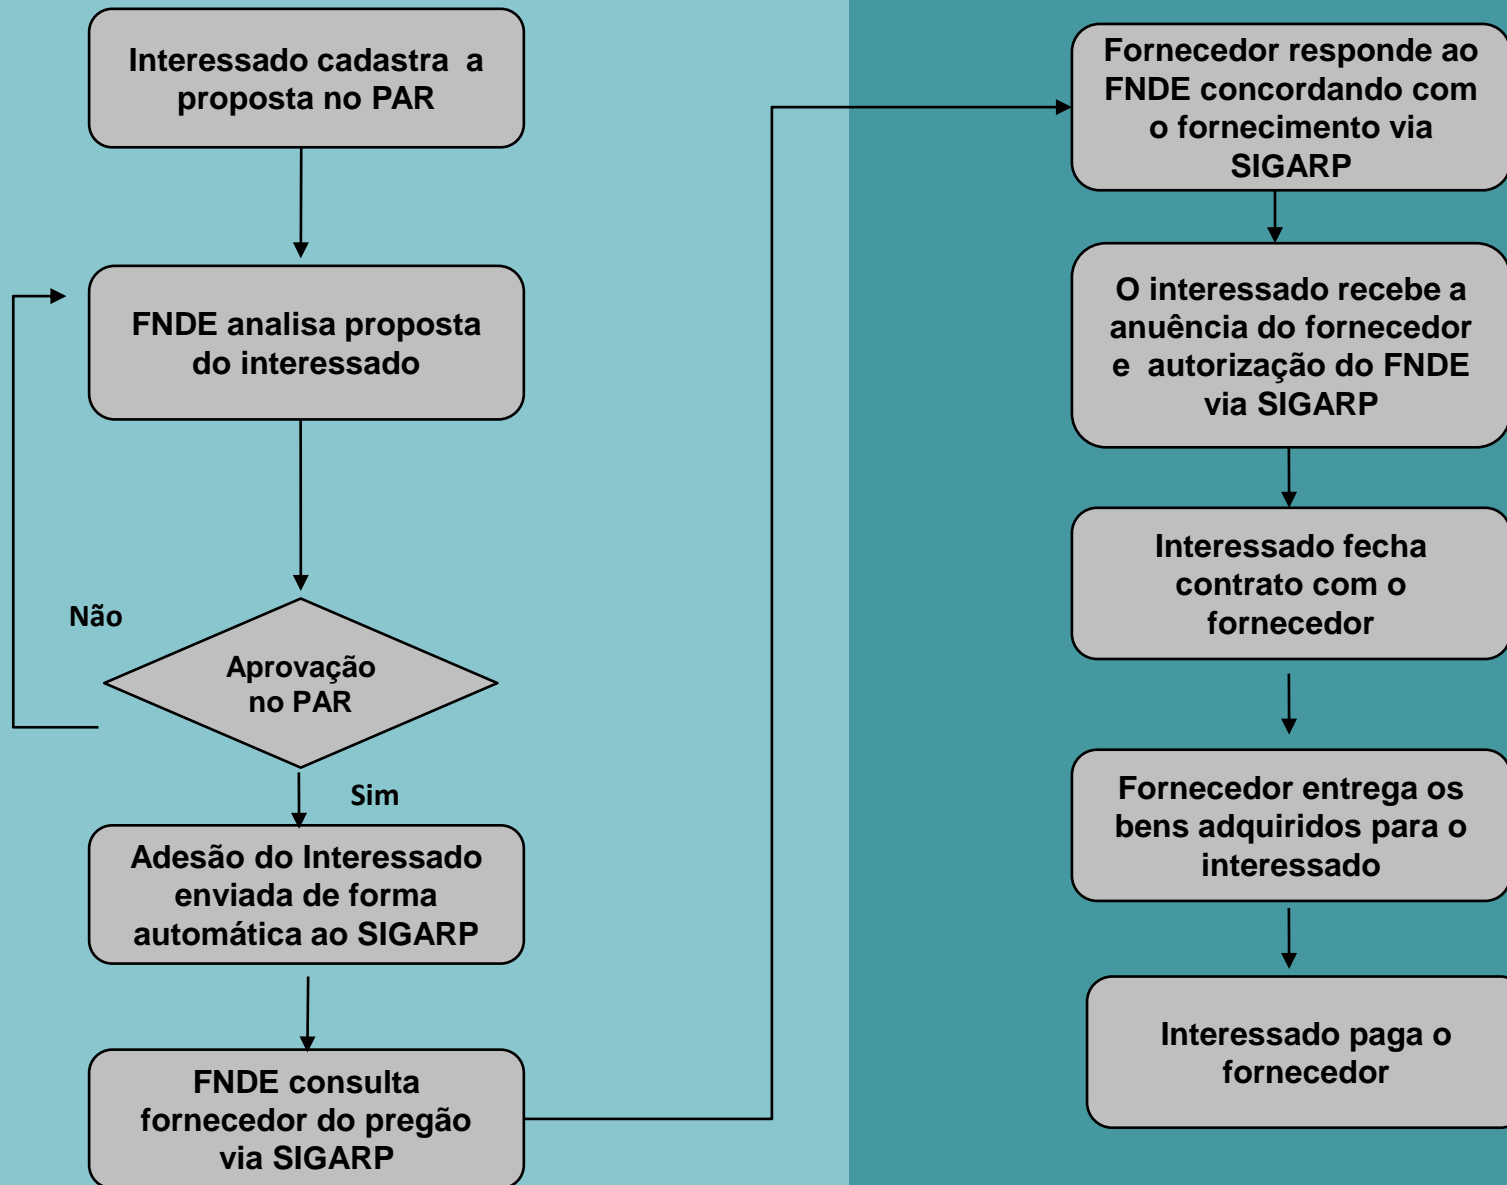 Interessado cadastra a
proposta no PAR
FNDE analisa proposta
do interessado
Não
Aprovação
no PAR
Sim
Adesão do Interessado
enviada de forma
automática ao SIGARP
FNDE consulta
fornecedor do pregão
via SIGARP
Fornecedor responde ao
FNDE concordando com
o fornecimento via
SIGARP
O interessado recebe a
anuência do fornecedor
e autorização do FNDE
via SIGARP
Interessado fecha
contrato com o
fornecedor
Fornecedor entrega os
bens adquiridos para o
interessado
Interessado paga o
fornecedor